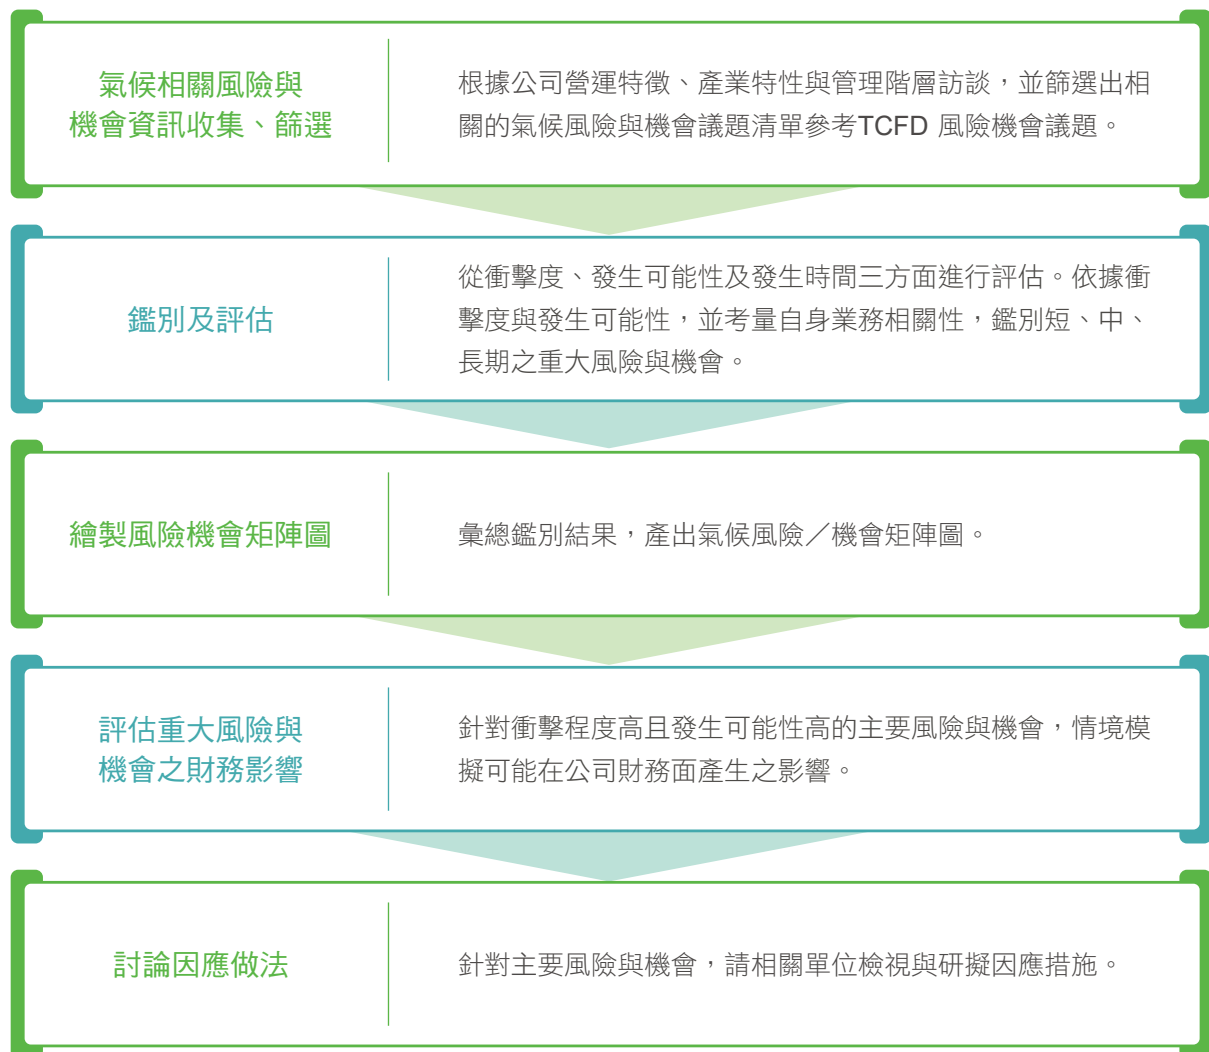 氣候相關風險與
機會資訊收集、篩選
根據公司營運特徵、產業特性與管理階層訪談，並篩選出相
關的氣候風險與機會議題清單參考TCFD 風險機會議題。
鑑別及評估
從衝擊度、發生可能性及發生時間三方面進行評估。依據衝
擊度與發生可能性，並考量自身業務相關性，鑑別短、中、
長期之重大風險與機會。
繪製風險機會矩陣圖
彙總鑑別結果，產出氣候風險／機會矩陣圖。
評估重大風險與
機會之財務影響
針對衝擊程度高且發生可能性高的主要風險與機會，情境模
擬可能在公司財務面產生之影響。
討論因應做法
針對主要風險與機會，請相關單位檢視與研擬因應措施。